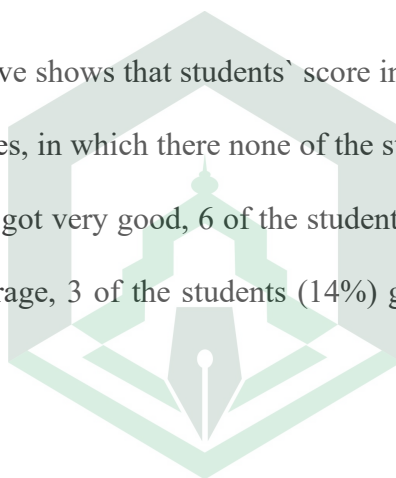 ve shows that students` score in
es, in which there none of the s
got very good, 6 of the student
rage, 3 of the students (14%) g